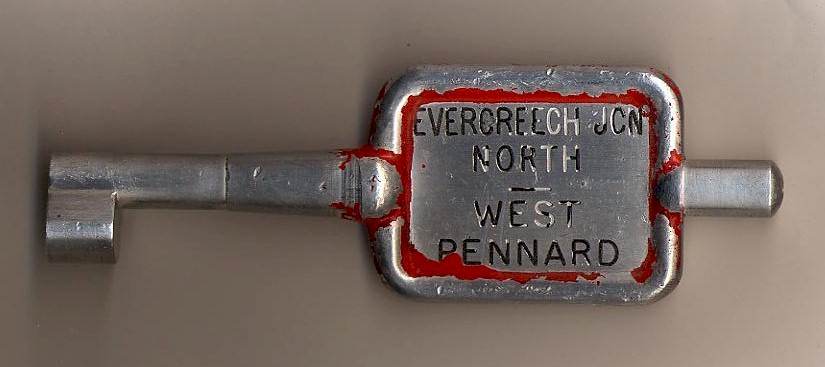 EVERCREECH JCN
NORTH
—
WEST
PENNARD